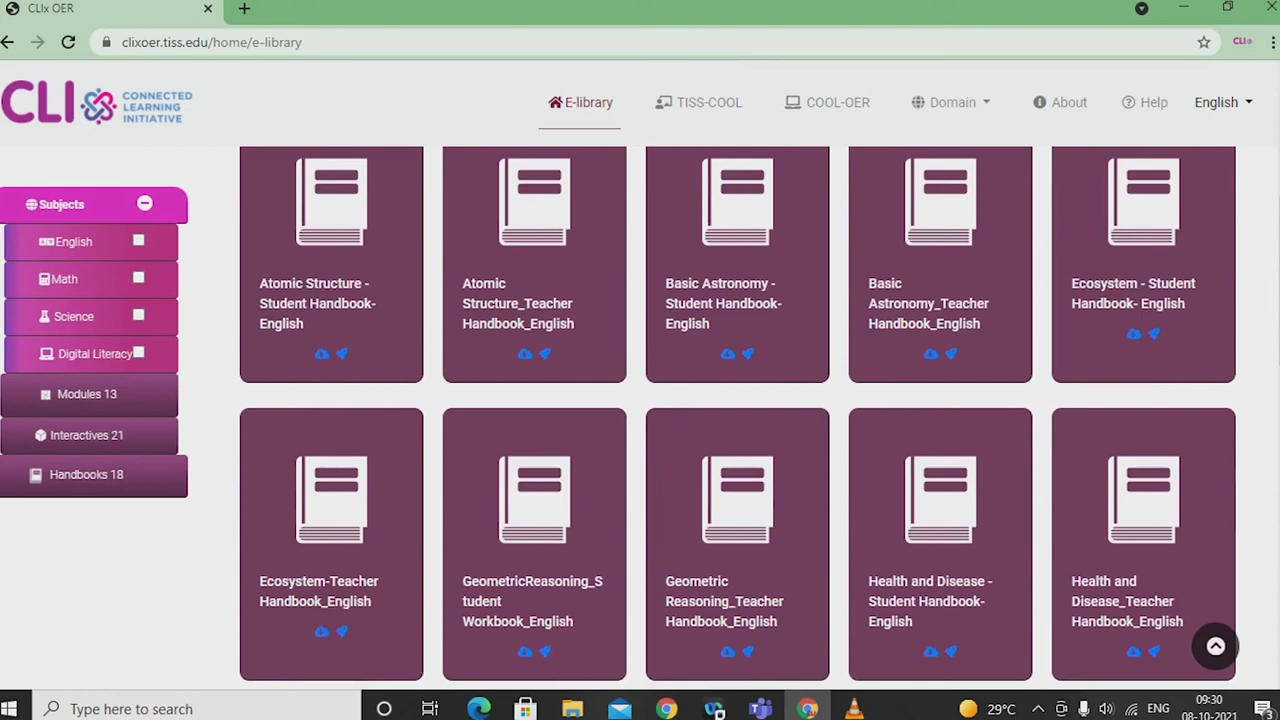 CLIx OER
clixoer.tiss.edu/home/e-library
CLI
CLI CONNECTED
LEARNING
INITIATIVE
E-library
TISS-COOL
COOL-OER
Domain
About
Help
English
Subjects
English
Math
Science
Digital Literacy
Modules 13
Interactives 21
Handbooks 18
Atomic Structure -
Student Handbook-
English
Atomic
Structure_Teacher
Handbook_English
Basic Astronomy -
Student Handbook-
English
Basic
Astronomy_Teacher
Handbook_English
Ecosystem - Student
Handbook- English
Ecosystem-Teacher
Handbook_English
GeometricReasoning_S
tudent
Workbook_English
Geometric
Reasoning_Teacher
Handbook_English
Health and Disease -
Student Handbook-
English
Health and
Disease_Teacher
Handbook_English
Type here to search
29°C
ENG
09:30
08-10-2021